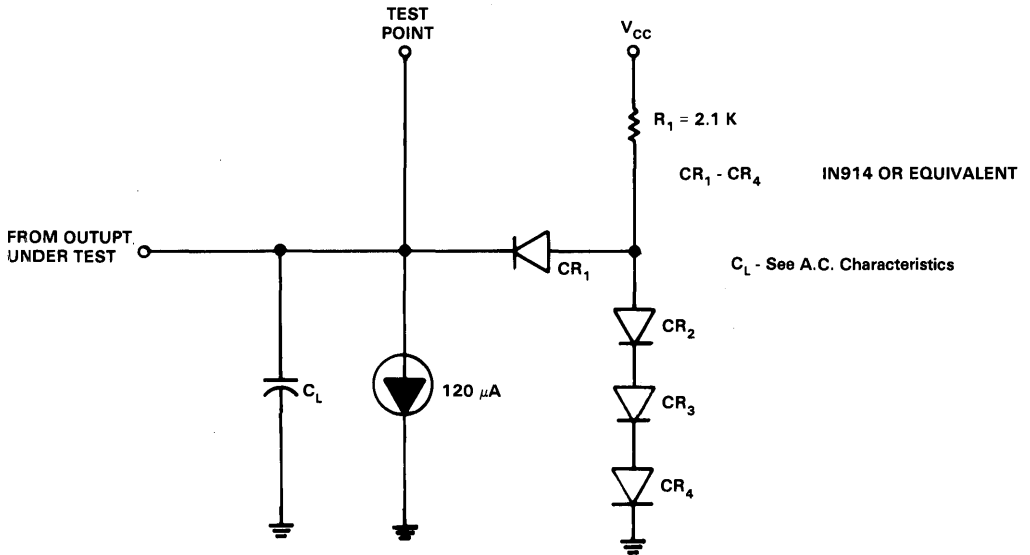 TEST
POINT
V_CC
R_1 = 2.1 K
CR_1 - CR_4 IN914 OR EQUIVALENT
FROM OUTUPT
UNDER TEST
CR_1
C_L - See A.C. Characteristics
CR_2
C_L
120 μA
CR_3
CR_4